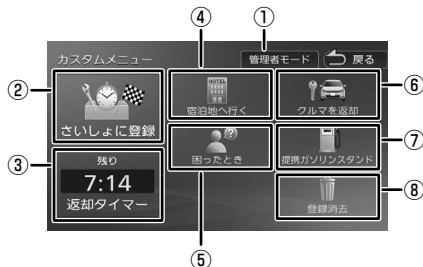 ④
①
カスタムメニュー
管理者モード
戻る
②
HOTEL
⑥
さいしょに登録
宿泊地へ行く
クルマを返却
③
残り
?
⑦
7:14
困ったとき
提携ガソリンスタンド
返却タイマー
⑧
登録消去
⑤